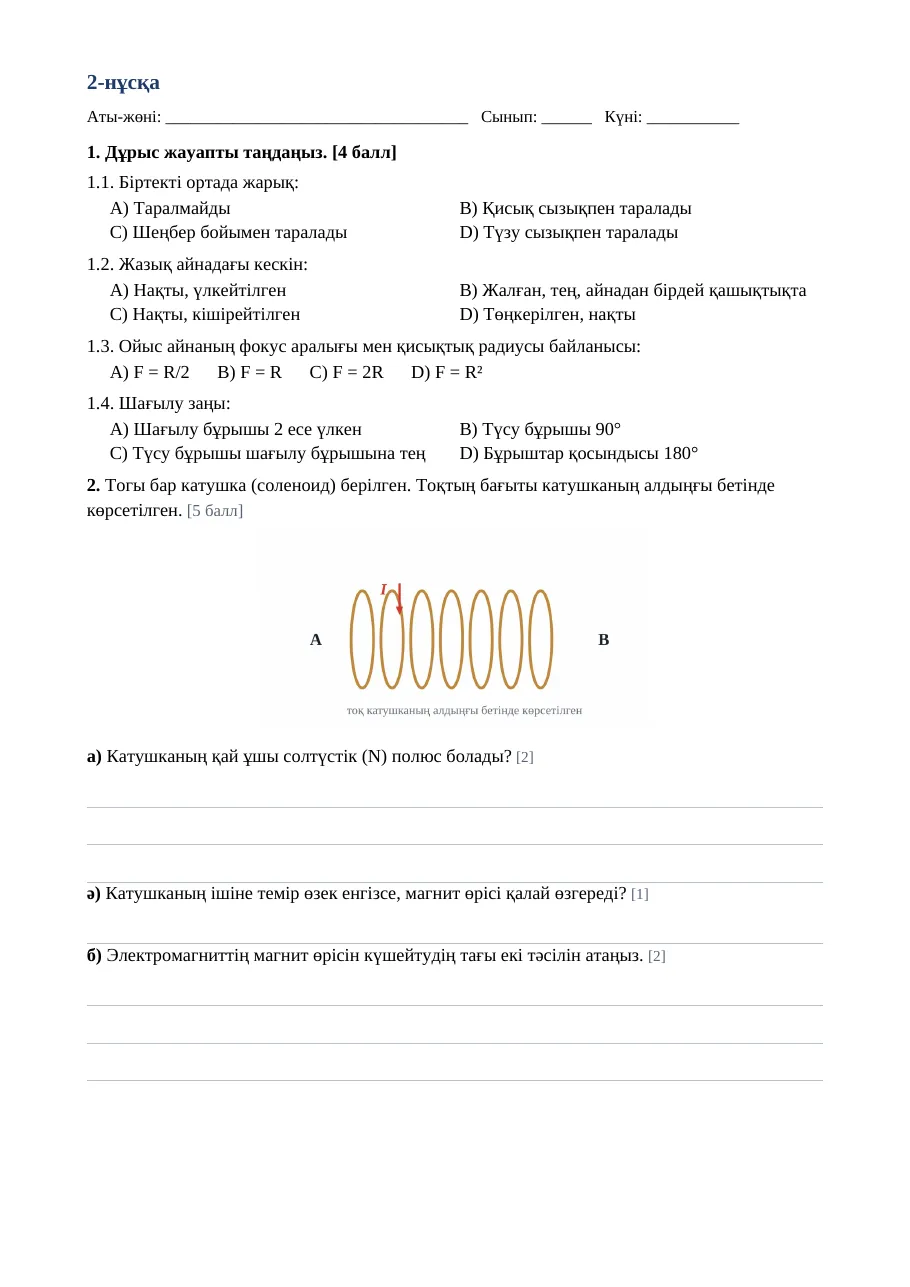 2-нұсқа
Аты-жөні: ____________________________________ Сынып: ______ Күні: ___________
1. Дұрыс жауапты таңдаңыз. [4 балл]
1.1. Біртекті ортада жарық:
A) Таралмайды B) Қисық сызықпен таралады
C) Шеңбер бойымен таралады D) Түзу сызықпен таралады
1.2. Жазық айнадағы кескін:
A) Нақты, үлкейтілген B) Жалған, тең, айнадан бірдей қашықтықта
C) Нақты, кішірейтілген D) Төңкерілген, нақты
1.3. Ойыс айнаның фокус аралығы мен қисықтық радиусы байланысы:
A) F = R/2 B) F = R C) F = 2R D) F = R²
1.4. Шағылу заңы:
A) Шағылу бұрышы 2 есе үлкен B) Түсу бұрышы 90°
C) Түсу бұрышы шағылу бұрышына тең D) Бұрыштар қосындысы 180°
2. Тогы бар катушка (соленоид) берілген. Тоқтың бағыты катушканың алдыңғы бетінде
көрсетілген. [5 балл]
I
A B
тоқ катушканың алдыңғы бетінде көрсетілген
а) Катушканың қай ұшы солтүстік (N) полюс болады? [2]
ә) Катушканың ішіне темір өзек енгізсе, магнит өрісі қалай өзгереді? [1]
б) Электромагниттің магнит өрісін күшейтудің тағы екі тәсілін атаңыз. [2]